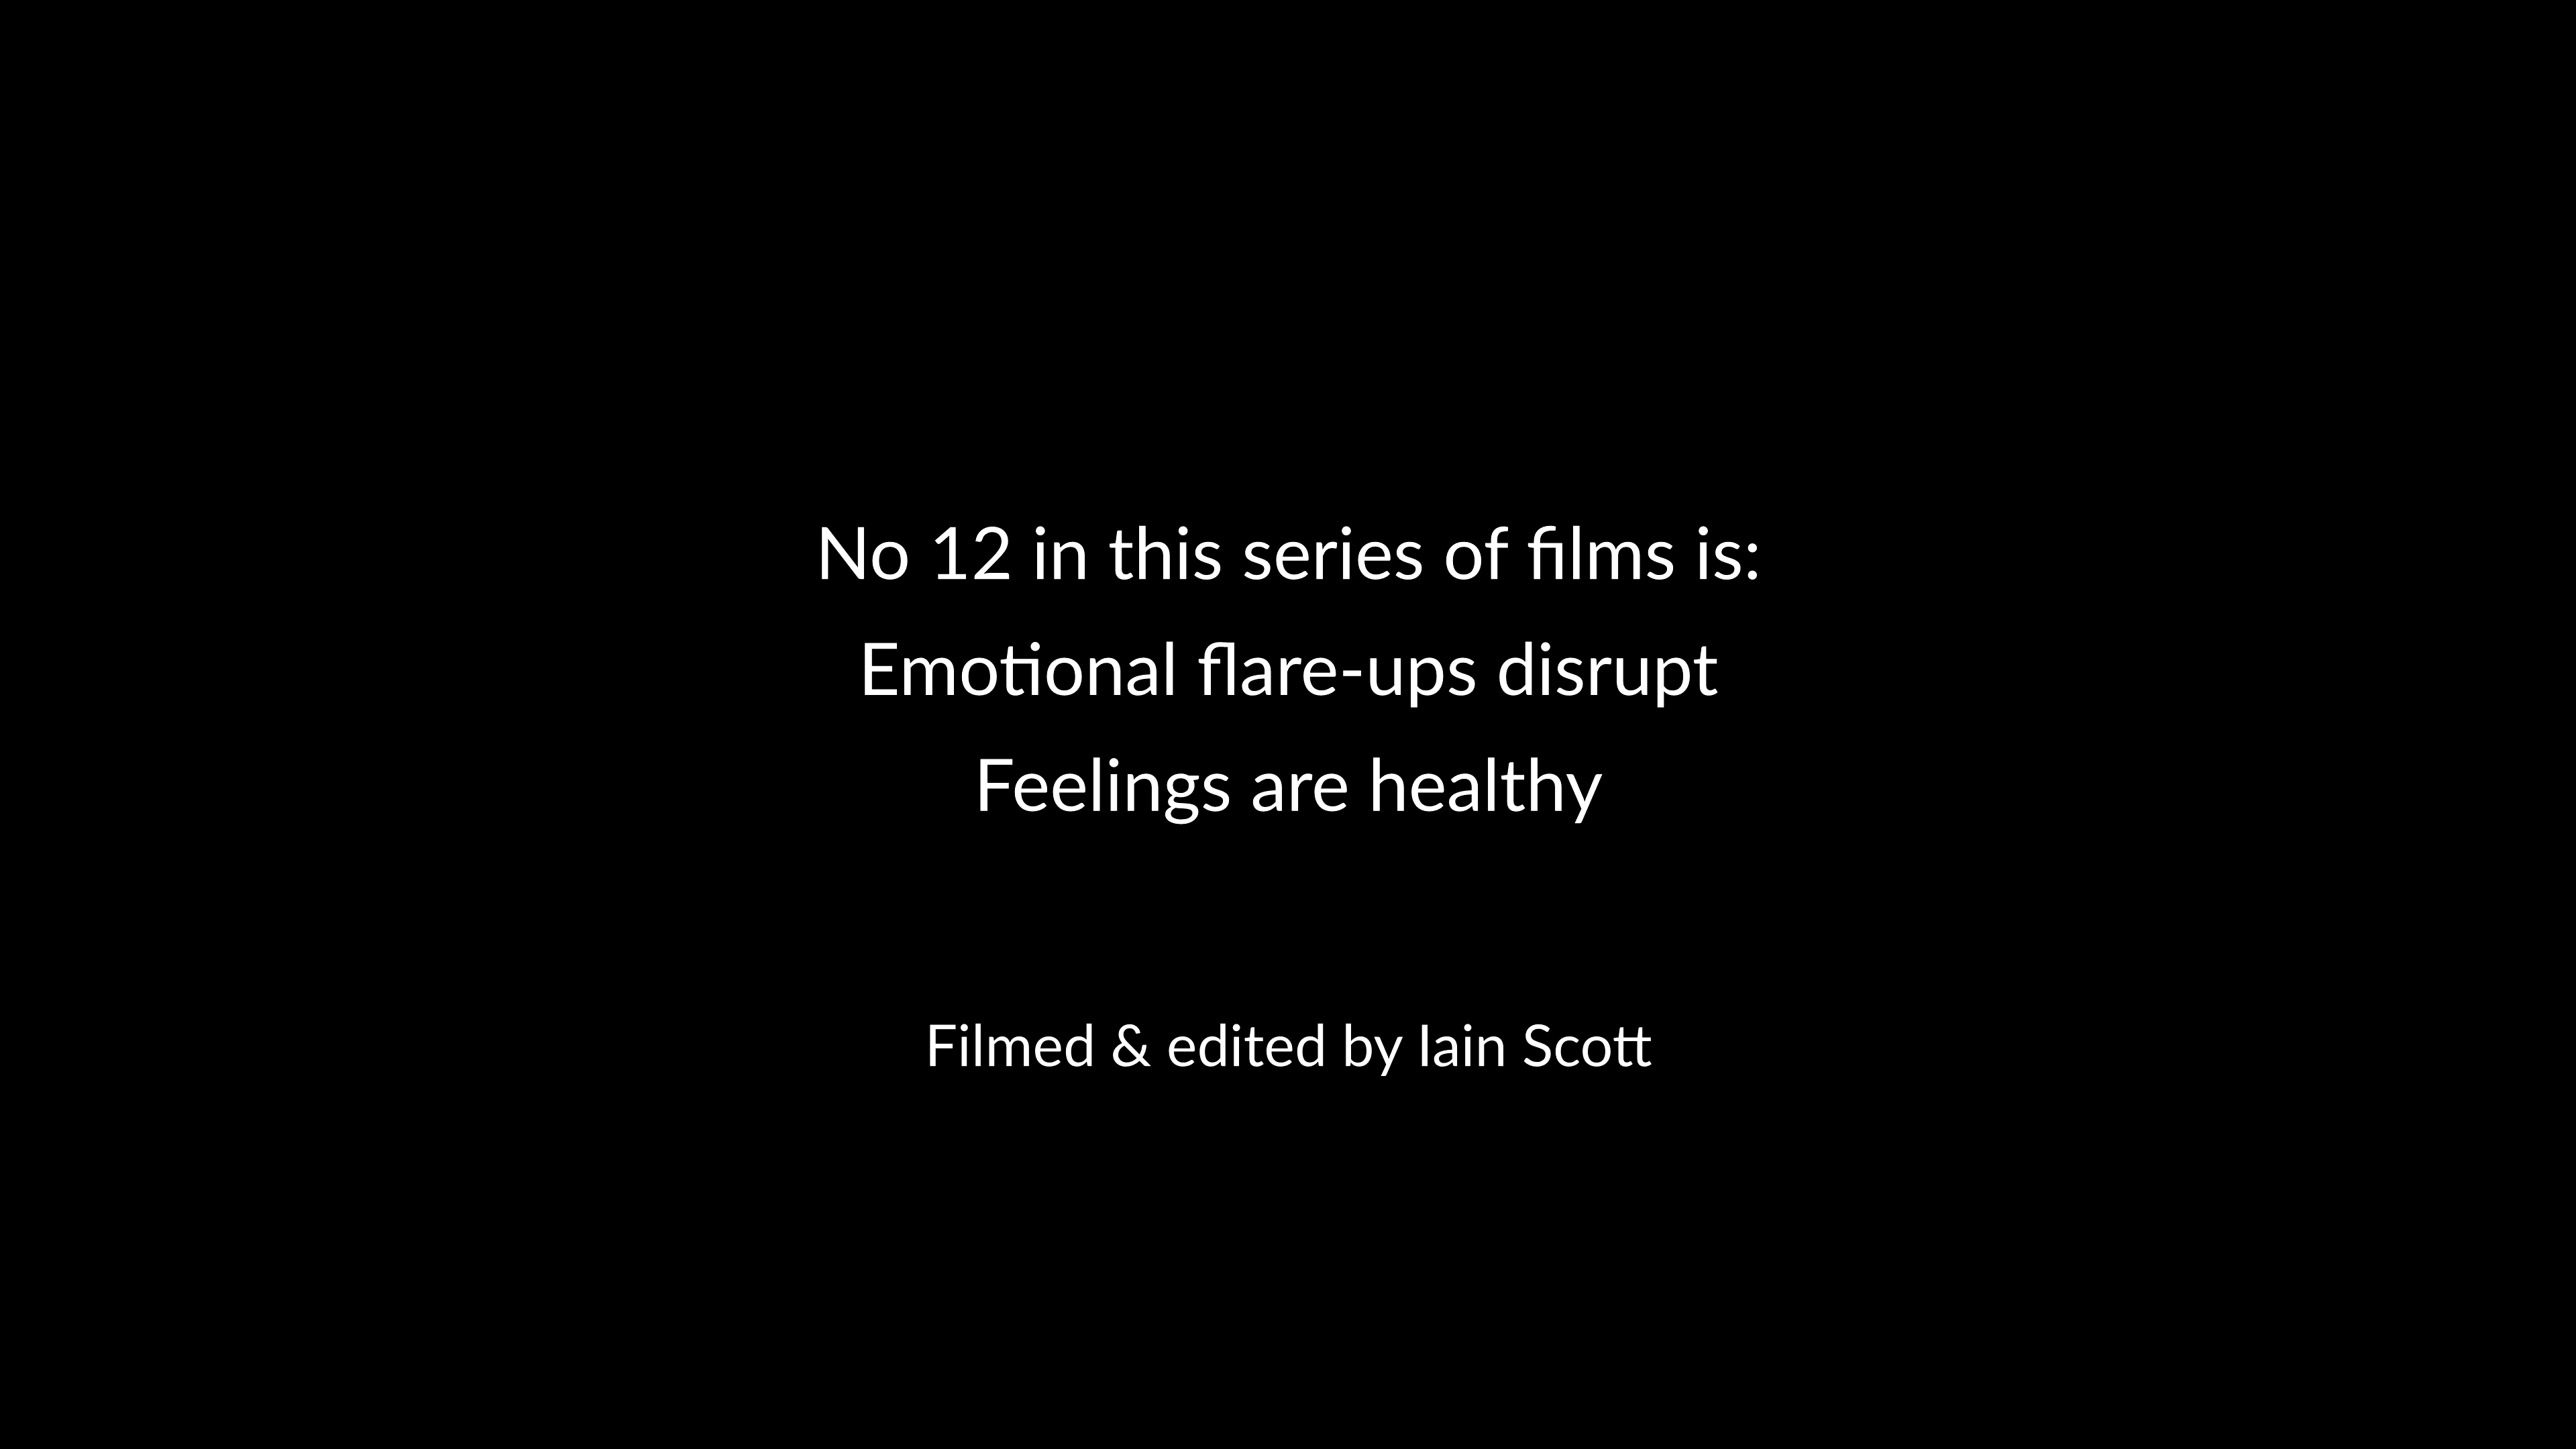 No 12 in this series of films is:
Emotional flare-ups disrupt
Feelings are healthy
Filmed & edited by Iain Scott